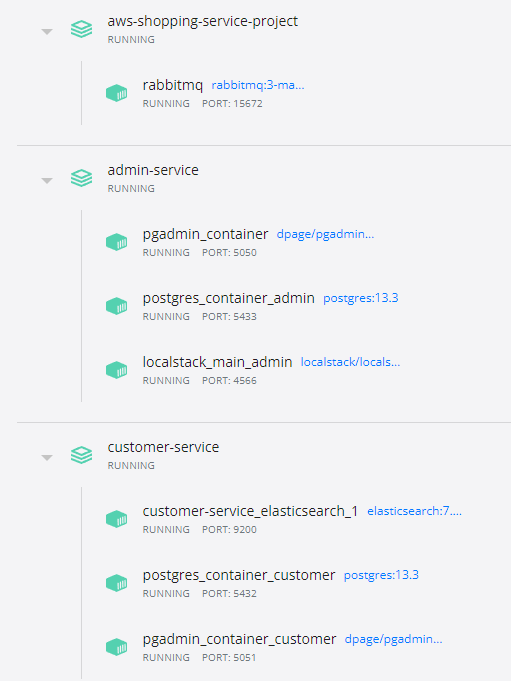 aws-shopping-service-project
RUNNING
rabbitmq rabbitmq:3-ma...
RUNNING PORT: 15672
admin-service
RUNNING
pgadmin_container dpage/pgadmin...
RUNNING PORT: 5050
postgres_container_admin postgres:13.3
RUNNING PORT: 5433
localstack_main_admin localstack/locals...
RUNNING PORT: 4566
customer-service
RUNNING
customer-service_elasticsearch_1 elasticsearch:7....
RUNNING PORT: 9200
postgres_container_customer postgres:13.3
RUNNING PORT: 5432
pgadmin_container_customer dpage/pgadmin...
RUNNING PORT: 5051